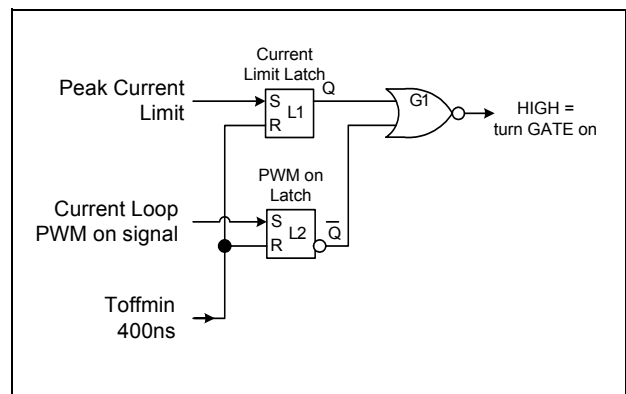 Current
Limit Latch
Q
Peak Current
Limit
S
L1
R
G1
HIGH =
turn GATE on
PWM on
Latch
Current Loop
PWM on signal
S
L2
R
Q̅
Toffmin
400ns